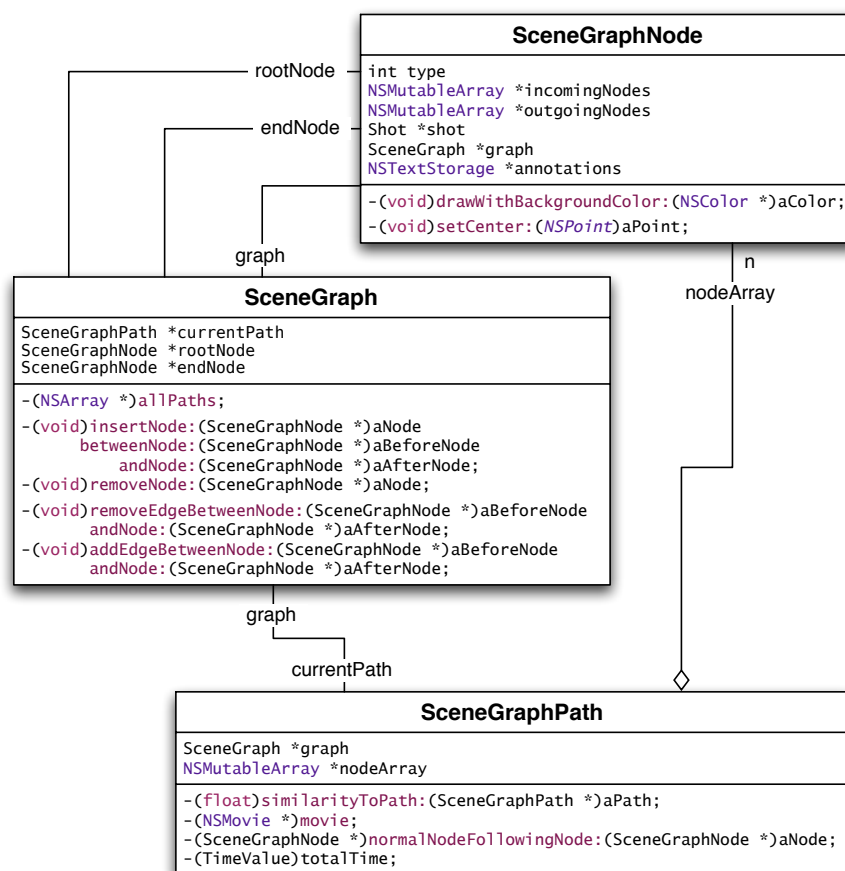 SceneGraphNode
rootNode
int type
NSMutableArray *incomingNodes
NSMutableArray *outgoingNodes
endNode
Shot *shot
SceneGraph *graph
NSTextStorage *annotations
-(void)drawWithBackgroundColor:(NSColor *)aColor;
-(void)setCenter:(NSPoint)aPoint;
graph
n
nodeArray
SceneGraph
SceneGraphPath *currentPath
SceneGraphNode *rootNode
SceneGraphNode *endNode
-(NSArray *)allPaths;
-(void)insertNode:(SceneGraphNode *)aNode
betweenNode:(SceneGraphNode *)aBeforeNode
andNode:(SceneGraphNode *)aAfterNode;
-(void)removeNode:(SceneGraphNode *)aNode;
-(void)removeEdgeBetweenNode:(SceneGraphNode *)aBeforeNode
andNode:(SceneGraphNode *)aAfterNode;
-(void)addEdgeBetweenNode:(SceneGraphNode *)aBeforeNode
andNode:(SceneGraphNode *)aAfterNode;
graph
currentPath
SceneGraphPath
SceneGraph *graph
NSMutableArray *nodeArray
-(float)similarityToPath:(SceneGraphPath *)aPath;
-(NSMovie *)movie;
-(SceneGraphNode *)normalNodeFollowingNode:(SceneGraphNode *)aNode;
-(TimeValue)totalTime;